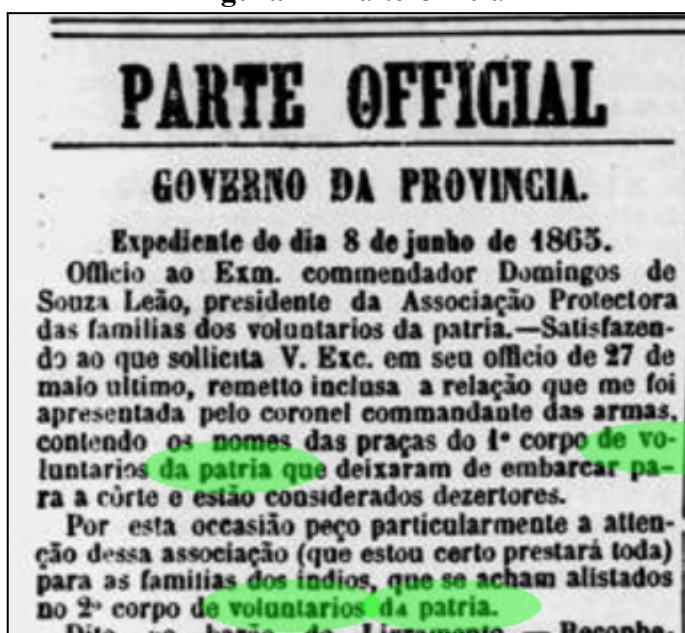 PARTE OFFICIAL
GOVERNO DA PROVINCIA.
Expediente do dia 8 de junho de 1865.
Officio ao Exm. commendador Domingos de
Souza Leão, presidente da Associação Protectora
das familias dos voluntarios da patria.—Satisfazen-
do ao que sollicita V. Exc. em seu officio de 27 de
maio ultimo, remetto inclusa a relação que me foi
apresentada pelo coronel commandante das armas,
contendo os nomes das praças do 1º corpo de vo-
luntarios da patria que deixaram de embarcar pa-
ra a côrte e estão considerados dezertores.
Por esta occasião peço particularmente a atten-
ção dessa associação (que estou certo prestará toda)
para as familias dos indios, que se acham alistados
no 2º corpo de voluntarios da patria.